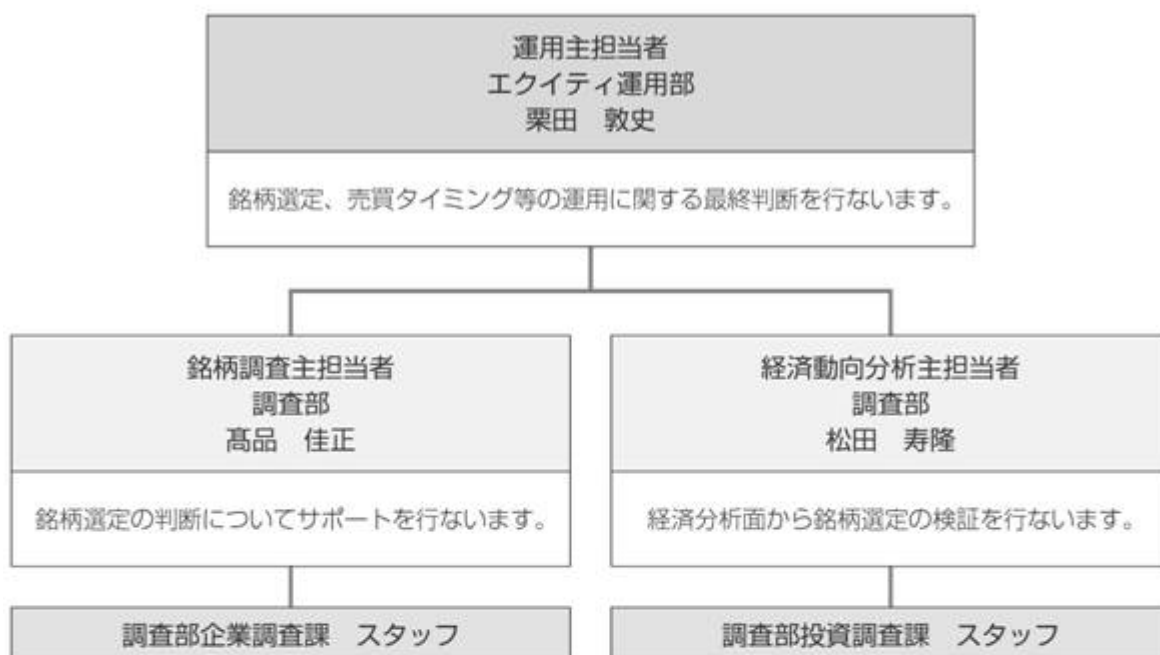 運用主担当者
エクイティ運用部
栗田　敦史
銘柄選定、売買タイミング等の運用に関する最終判断を行ないます。
銘柄調査主担当者
調査部
髙品　佳正
銘柄選定の判断についてサポートを行ないます。
調査部企業調査課　スタッフ
経済動向分析主担当者
調査部
松田　寿隆
経済分析面から銘柄選定の検証を行ないます。
調査部投資調査課　スタッフ